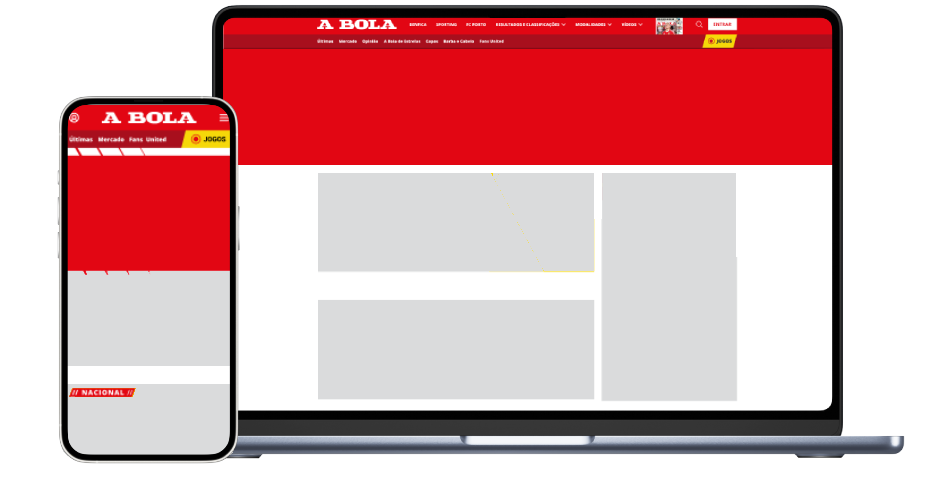 A BOLA
BENFICA SPORTING FC PORTO RESULTADOS E CLASSIFICAÇÕES MODALIDADES VÍDEOS ENTRAR
Últimas Mercado Opinião A Bola de Estrelas Capas Barba e Cabelo Fans United JOGOS
A BOLA
Últimas Mercado Fans United JOGOS
// NACIONAL //